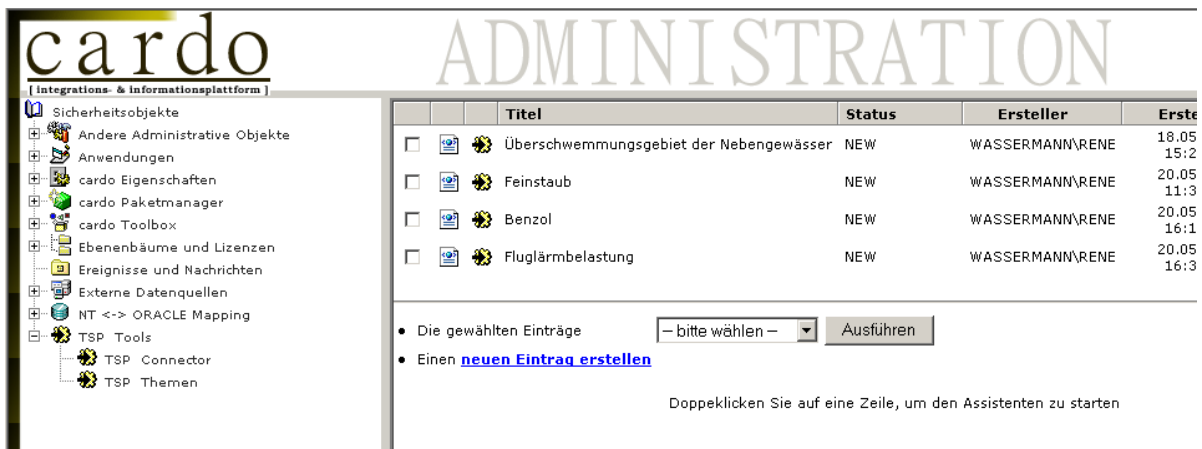 cardo
[ integrations- & informationsplattform ]
ADMINISTRATION
Sicherheitsobjekte
Andere Administrative Objekte
Anwendungen
cardo Eigenschaften
cardo Paketmanager
cardo Toolbox
Ebenenbäume und Lizenzen
Ereignisse und Nachrichten
Externe Datenquellen
NT <-> ORACLE Mapping
TSP Tools
TSP Connector
TSP Themen
Titel Status Ersteller Erste
Überschwemmungsgebiet der Nebengewässer NEW WASSERMANN\RENE 18.05
15:2
Feinstaub NEW WASSERMANN\RENE 20.05
11:3
Benzol NEW WASSERMANN\RENE 20.05
16:1
Fluglärmbelastung NEW WASSERMANN\RENE 20.05
16:3
• Die gewählten Einträge – bitte wählen – Ausführen
• Einen neuen Eintrag erstellen
Doppeklicken Sie auf eine Zeile, um den Assistenten zu starten